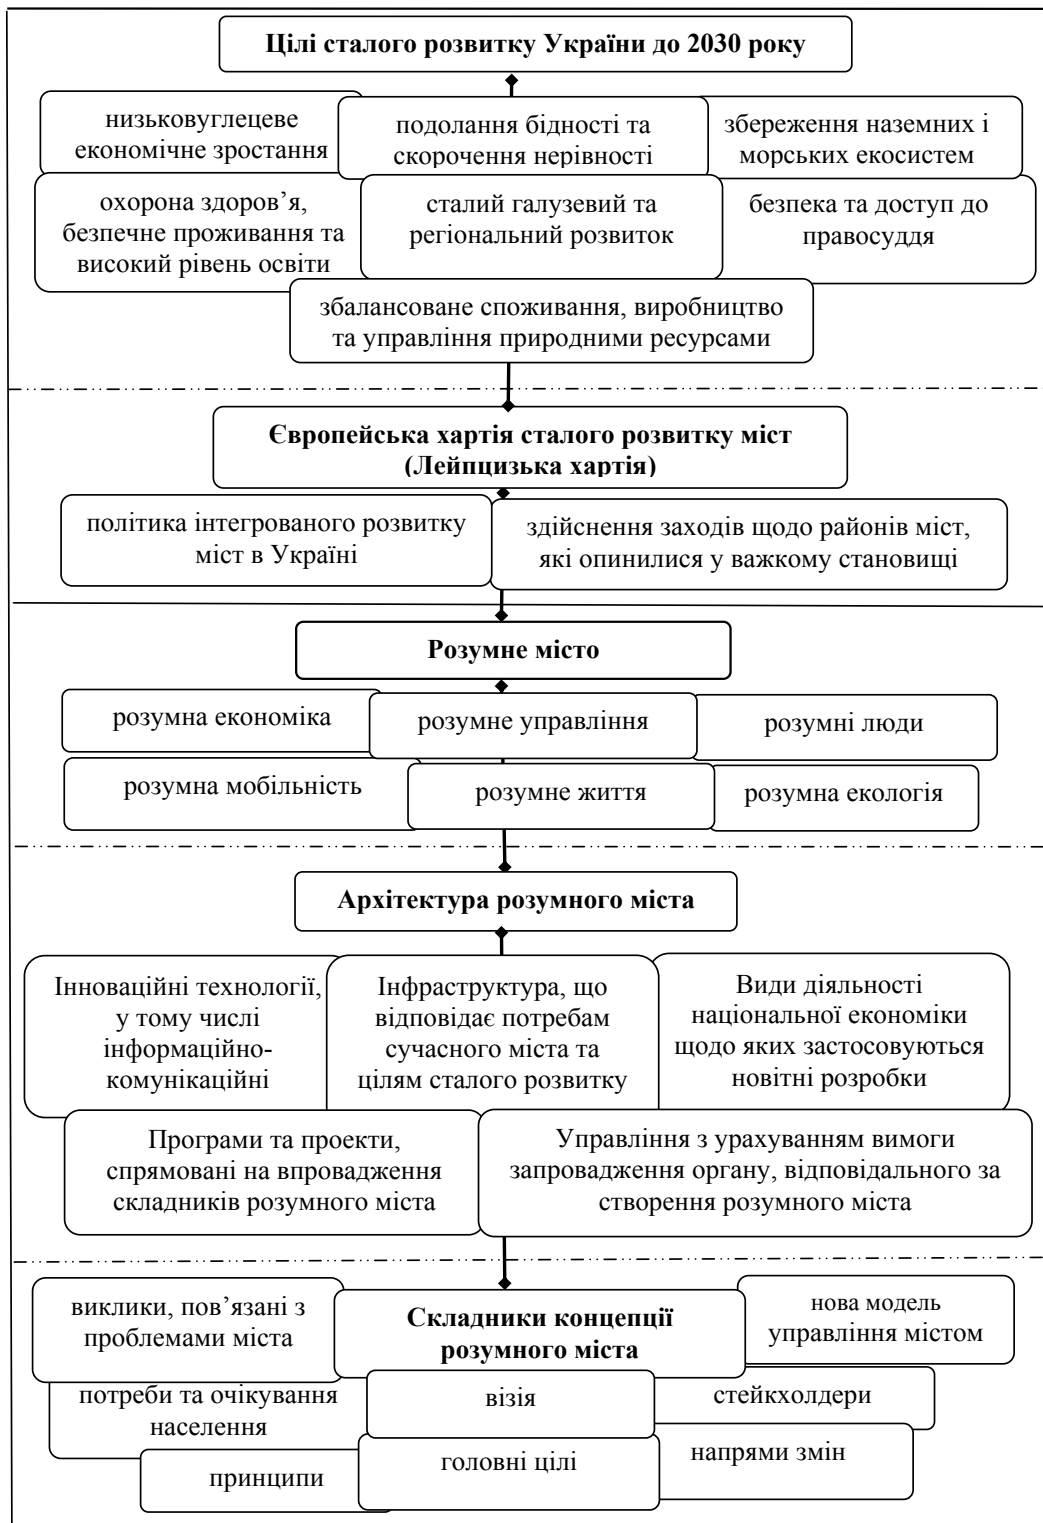 Цілі сталого розвитку України до 2030 року
низьковуглецеве
економічне зростання
подолання бідності та
скорочення нерівності
збереження наземних і
морських екосистем
охорона здоров’я,
безпечне проживання та
високий рівень освіти
сталий галузевий та
регіональний розвиток
безпека та доступ до
правосуддя
збалансоване споживання, виробництво
та управління природними ресурсами
Європейська хартія сталого розвитку міст
(Лейпцизька хартія)
політика інтегрованого розвитку
міст в Україні
здійснення заходів щодо районів міст,
які опинилися у важкому становищі
Розумне місто
розумна економіка
розумне управління
розумні люди
розумна мобільність
розумне життя
розумна екологія
Архітектура розумного міста
Інноваційні технології,
у тому числі
інформаційно-
комунікаційні
Інфраструктура, що
відповідає потребам
сучасного міста та
цілям сталого розвитку
Види діяльності
національної економіки
щодо яких застосовуються
новітні розробки
Програми та проекти,
спрямовані на впровадження
складників розумного міста
Управління з урахуванням вимоги
запровадження органу, відповідального за
створення розумного міста
виклики, пов’язані з
проблемами міста
Складники концепції
розумного міста
нова модель
управління містом
потреби та очікування
населення
візія
стейкхолдери
принципи
головні цілі
напрями змін